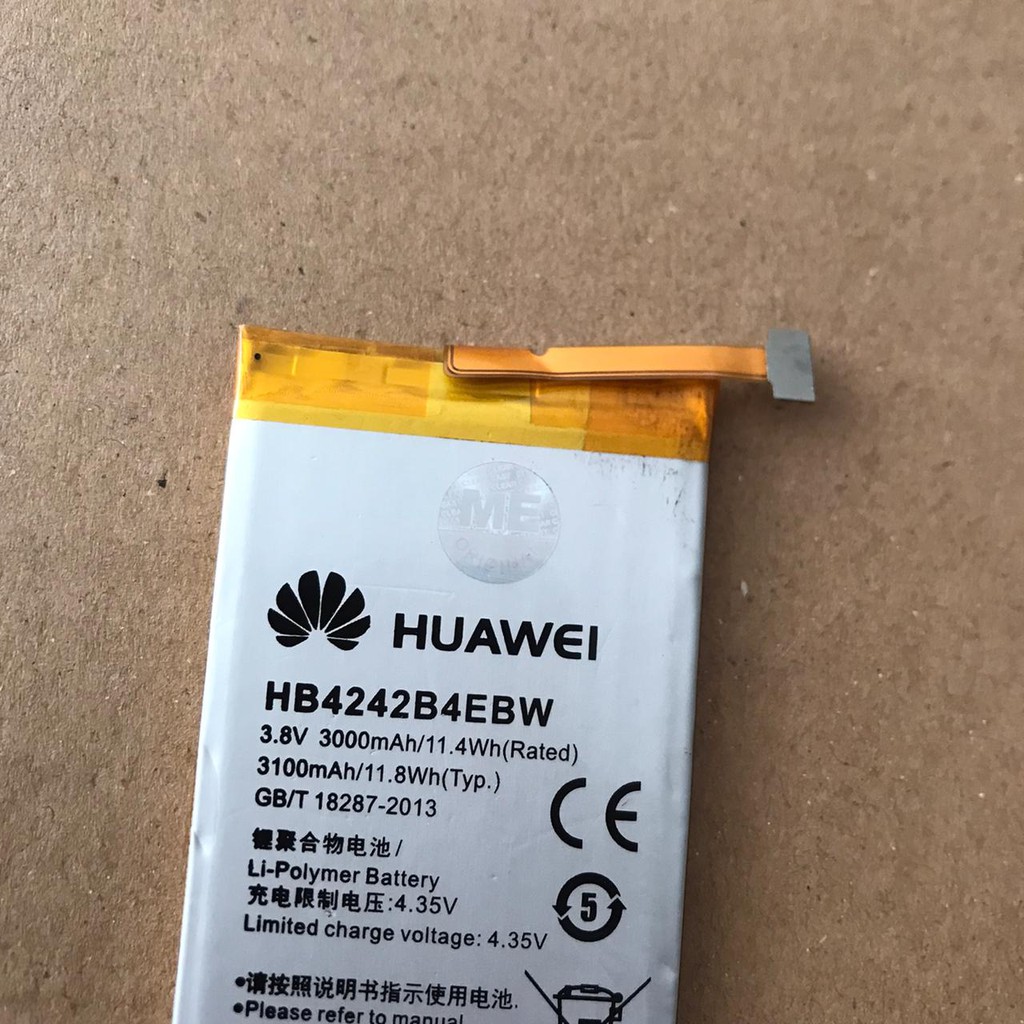 ME
HUAWEI
HB4242B4EBW
3.8V 3000mAh/11.4Wh(Rated)
3100mAh/11.8Wh(Typ.)
GB/T 18287-2013
CE
锂聚合物电池/
Li-Polymer Battery
充电限制电压:4.35V
5
Limited charge voltage: 4.35V
•请按照说明书指示使用电池.
•Please refer to manual